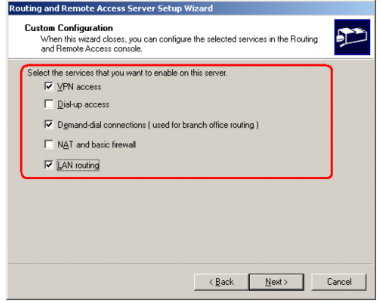 Routing and Remote Access Server Setup Wizard
Custom Configuration
When this wizard closes, you can configure the selected services in the Routing
and Remote Access console.
Select the services that you want to enable on this server.
VPN access
Dial-up access
Demand-dial connections ( used for branch office routing )
NAT and basic firewall
LAN routing
< Back
Next >
Cancel